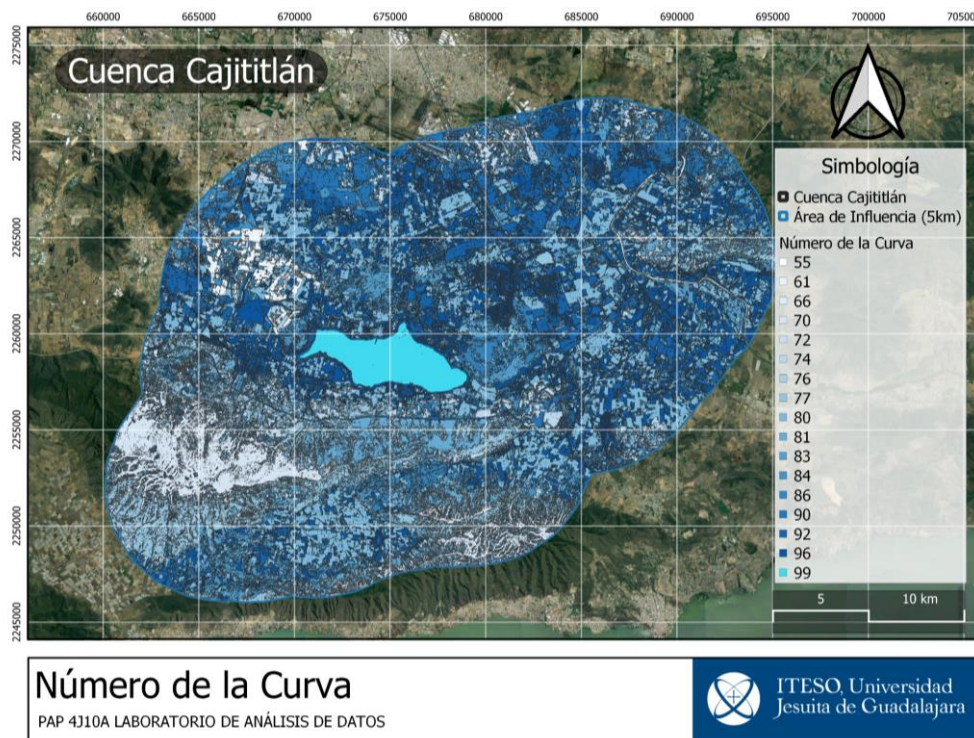 660000 665000 670000 675000 680000 685000 690000 695000 700000 705000
2275000
2270000
2265000
2260000
2255000
2250000
2245000
Cuenca Cajititlán
Simbología
Cuenca Cajititlán
Área de Influencia (5km)
Número de la Curva
55
61
66
70
72
74
76
77
80
81
83
84
86
90
92
96
99
5 10 km
Número de la Curva
PAP 4J10A LABORATORIO DE ANÁLISIS DE DATOS
ITESO, Universidad
Jesuita de Guadalajara